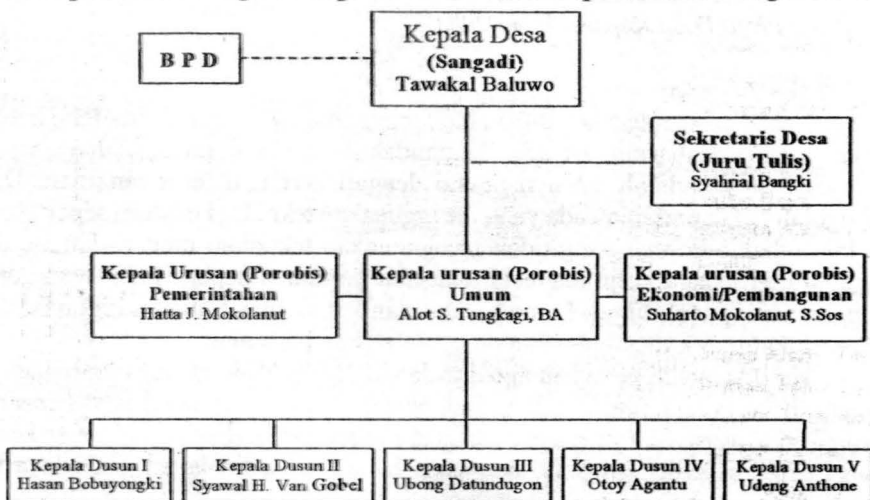 Kepala Desa
(Sangadi)
Tawakal Baluwo
B P D
Sekretaris Desa
(Juru Tulis)
Syahrial Bangki
Kepala Urusan (Porobis)
Pemerintahan
Hatta J. Mokolanut
Kepala urusan (Porobis)
Umum
Alot S. Tungkagi, BA
Kepala urusan (Porobis)
Ekonomi/Pembangunan
Suharto Mokolanut, S.Sos
Kepala Dusun I
Hasan Bobuyongki
Kepala Dusun II
Syawal H. Van Gobel
Kepala Dusun III
Ubong Datundugon
Kepala Dusun IV
Otoy Agantu
Kepala Dusun V
Udeng Anthone